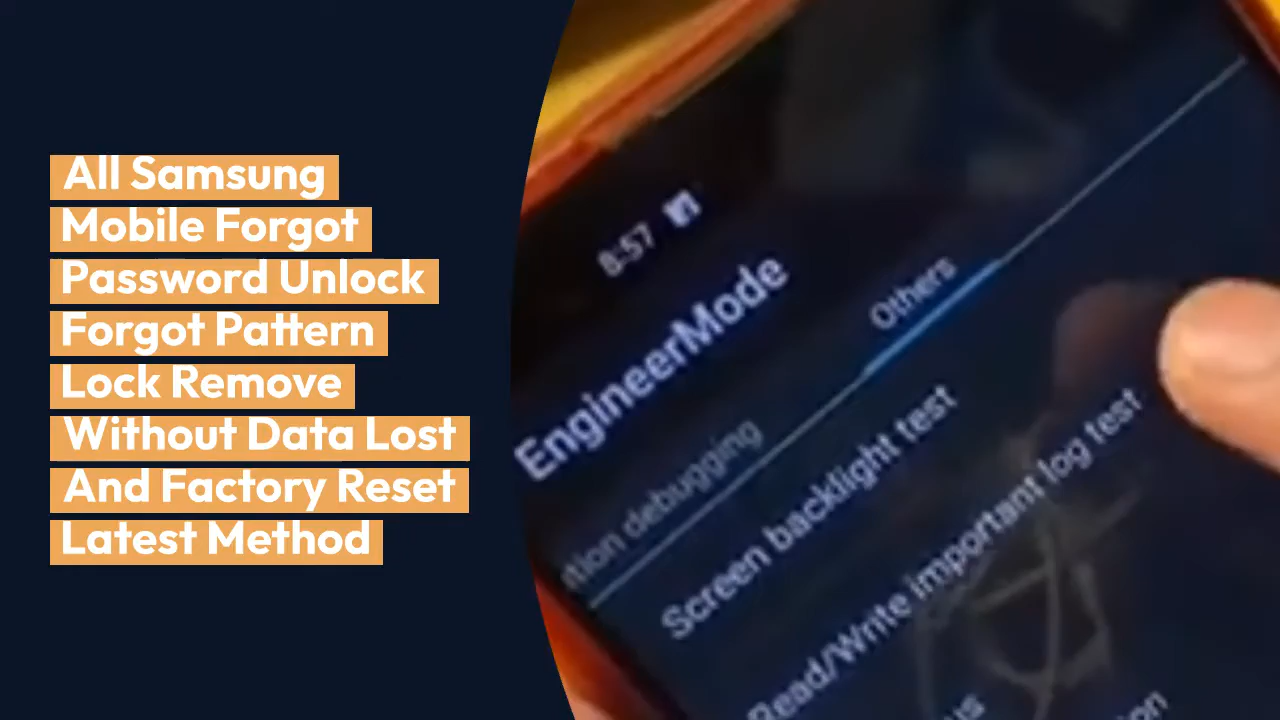 All Samsung
Mobile Forgot
Password Unlock
Forgot Pattern
Lock Remove
Without Data Lost
And Factory Reset
Latest Method
8:57
EngineerMode
debugging
Others
Screen backlight test
Read/Write important log test